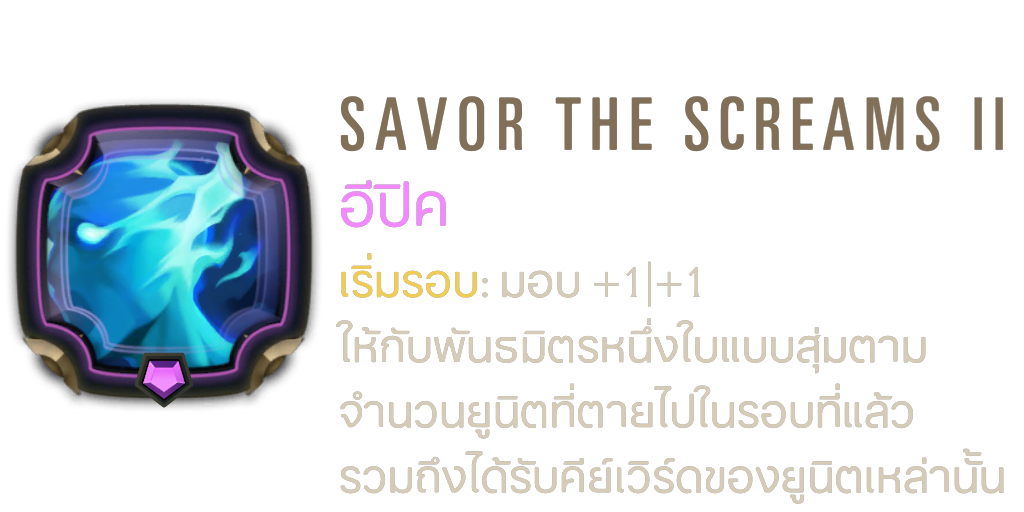 SAVOR THE SCREAMS II
อีปิค
เริ่มรอบ: มอบ +1|+1
ให้กับพันธมิตรหนึ่งใบแบบสุ่มตาม
จำนวนยูนิตที่ตายไปในรอบที่แล้ว
รวมถึงได้รับคีย์เวิร์ดของยูนิตเหล่านั้น